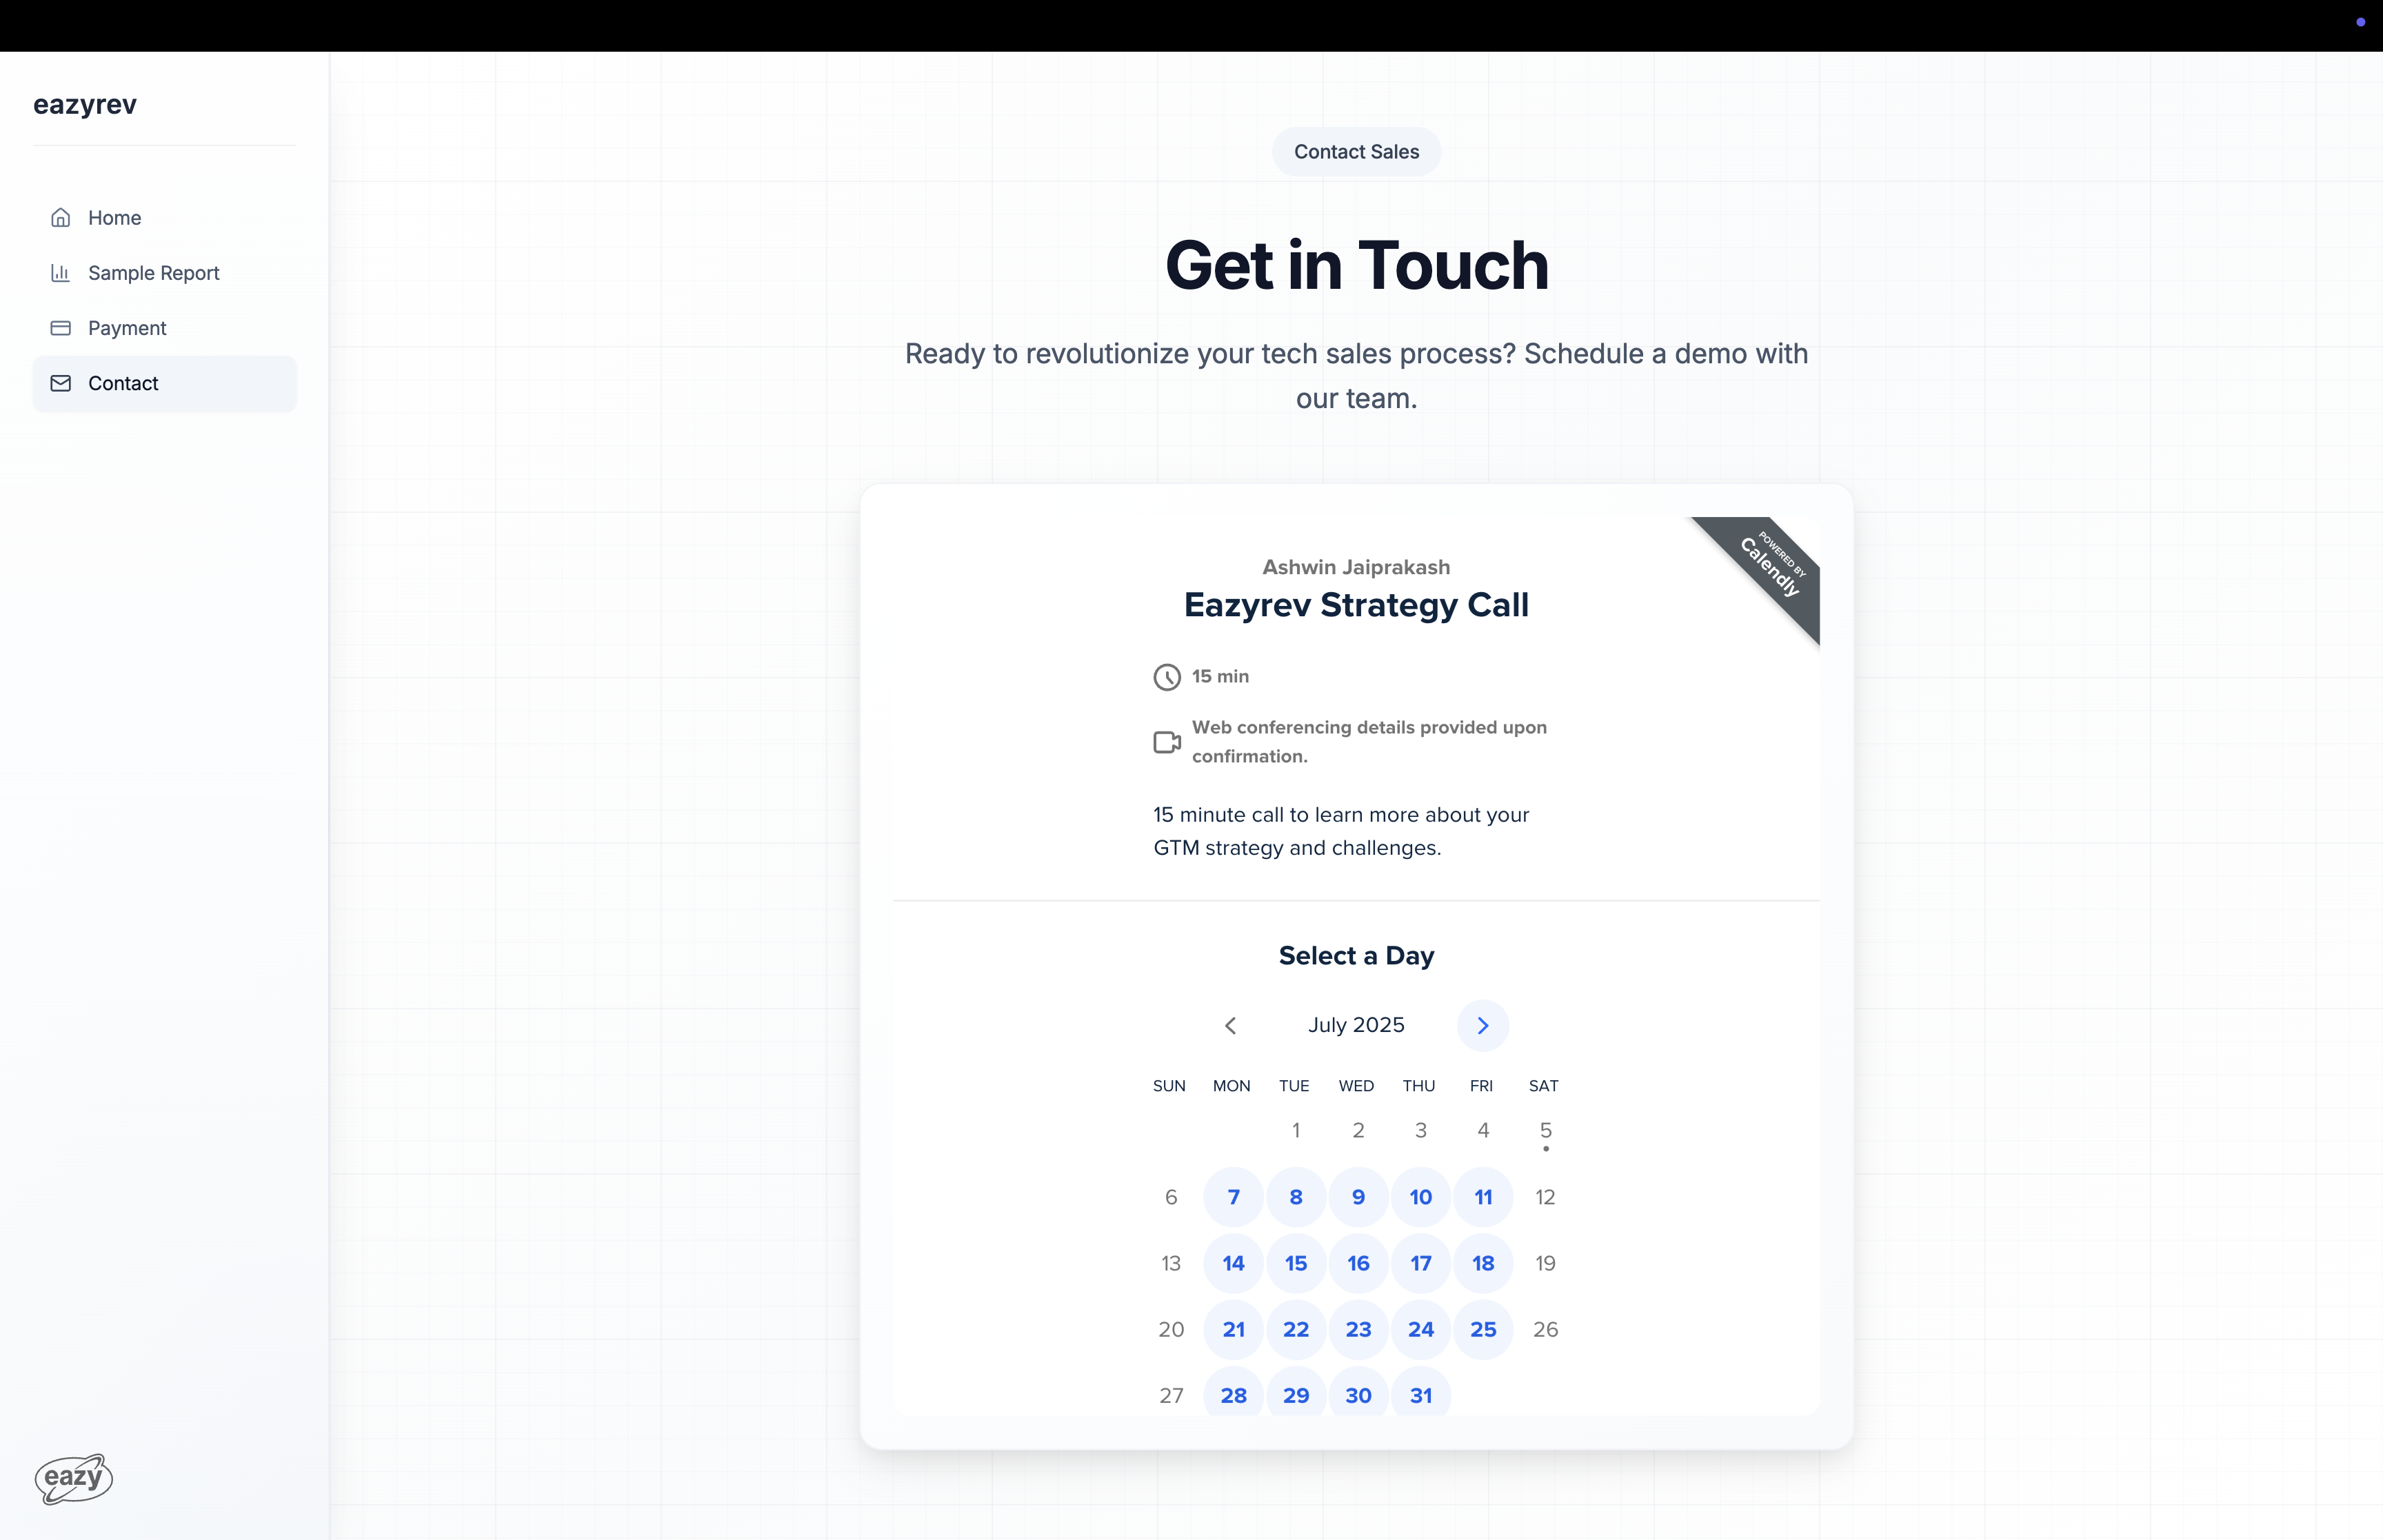 eazyrev
Home
Sample Report
Payment
Contact
eazy
Contact Sales
Get in Touch
Ready to revolutionize your tech sales process? Schedule a demo with
our team.
POWERED BY
Calendly
Ashwin Jaiprakash
Eazyrev Strategy Call
15 min
Web conferencing details provided upon
confirmation.
15 minute call to learn more about your
GTM strategy and challenges.
Select a Day
July 2025
SUN MON TUE WED THU FRI SAT
1 2 3 4 5
6 7 8 9 10 11 12
13 14 15 16 17 18 19
20 21 22 23 24 25 26
27 28 29 30 31